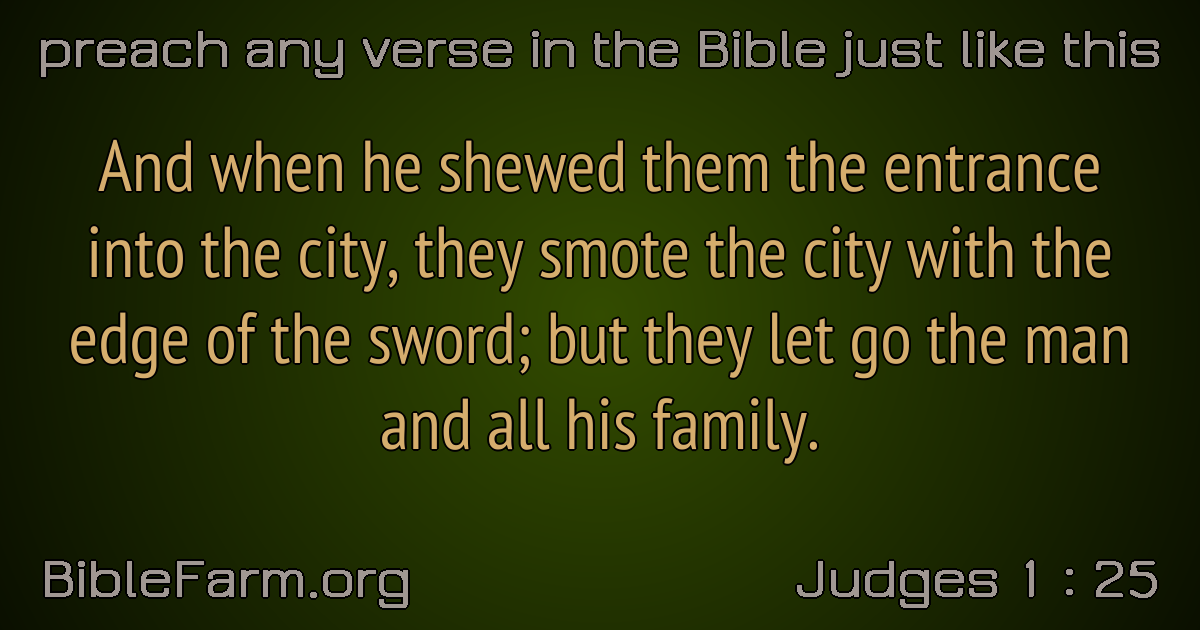 preach any verse in the Bible just like this
And when he shewed them the entrance
into the city, they smote the city with the
edge of the sword; but they let go the man
and all his family.
BibleFarm.org
Judges 1 : 25